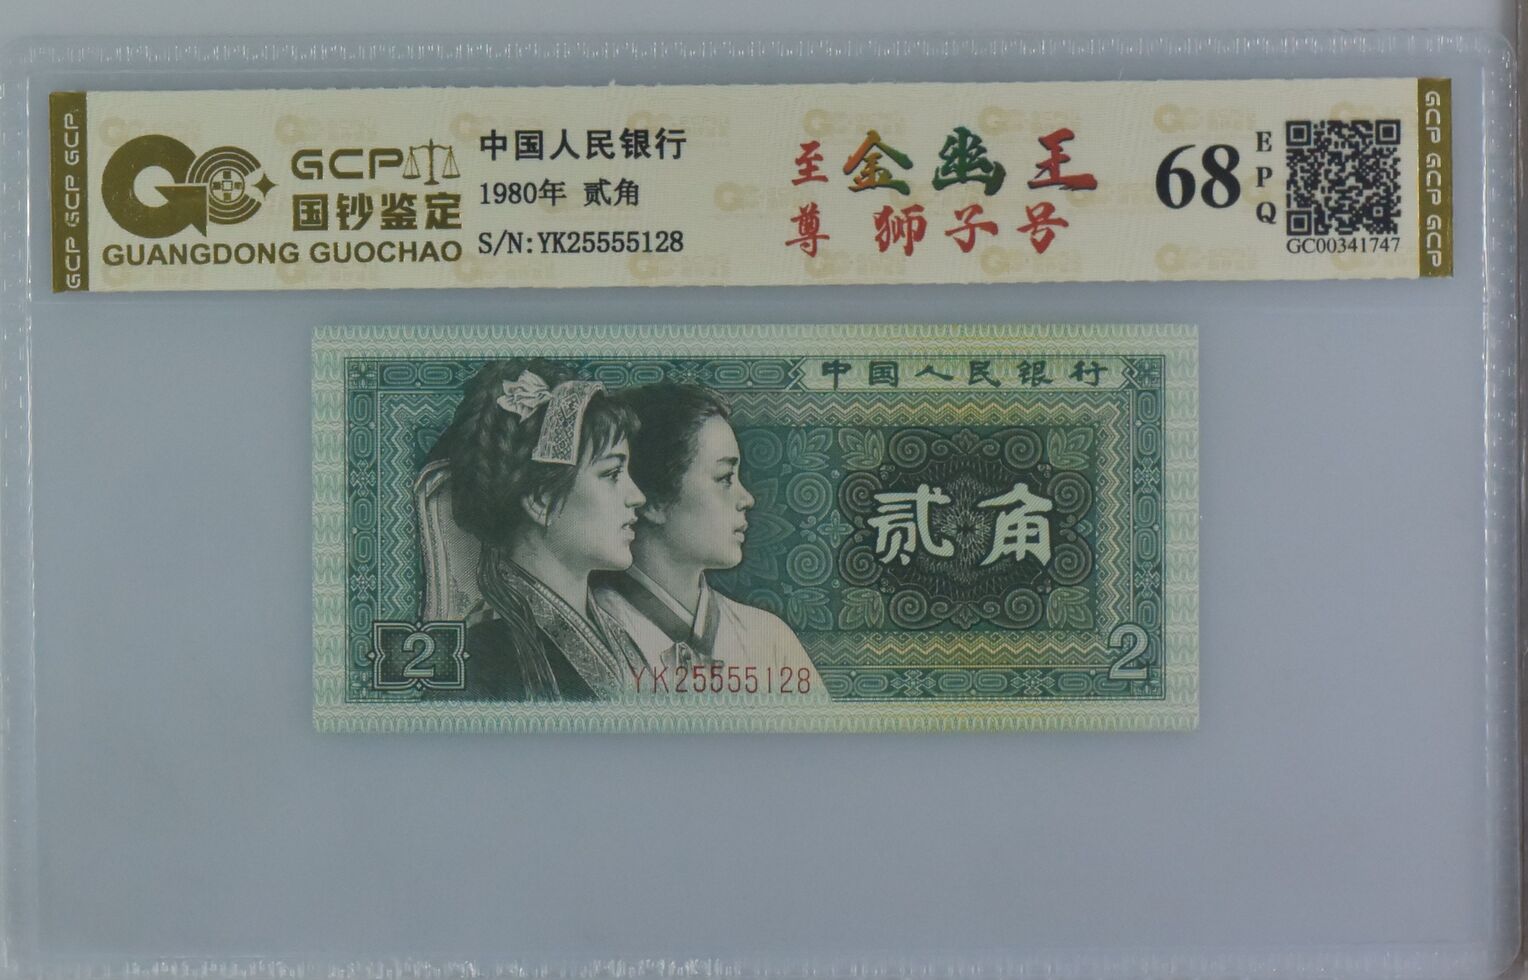 GCP GCP GCP
GCP
国钞鉴定
GUANGDONG GUOCHAO
中国人民银行
1980年 贰角
S/N:YK25555128
至尊
金幽王
狮子号
68
EPQ
GC00341747
GCP GCP GCP
中国人民银行
贰角
2
2
YK25555128